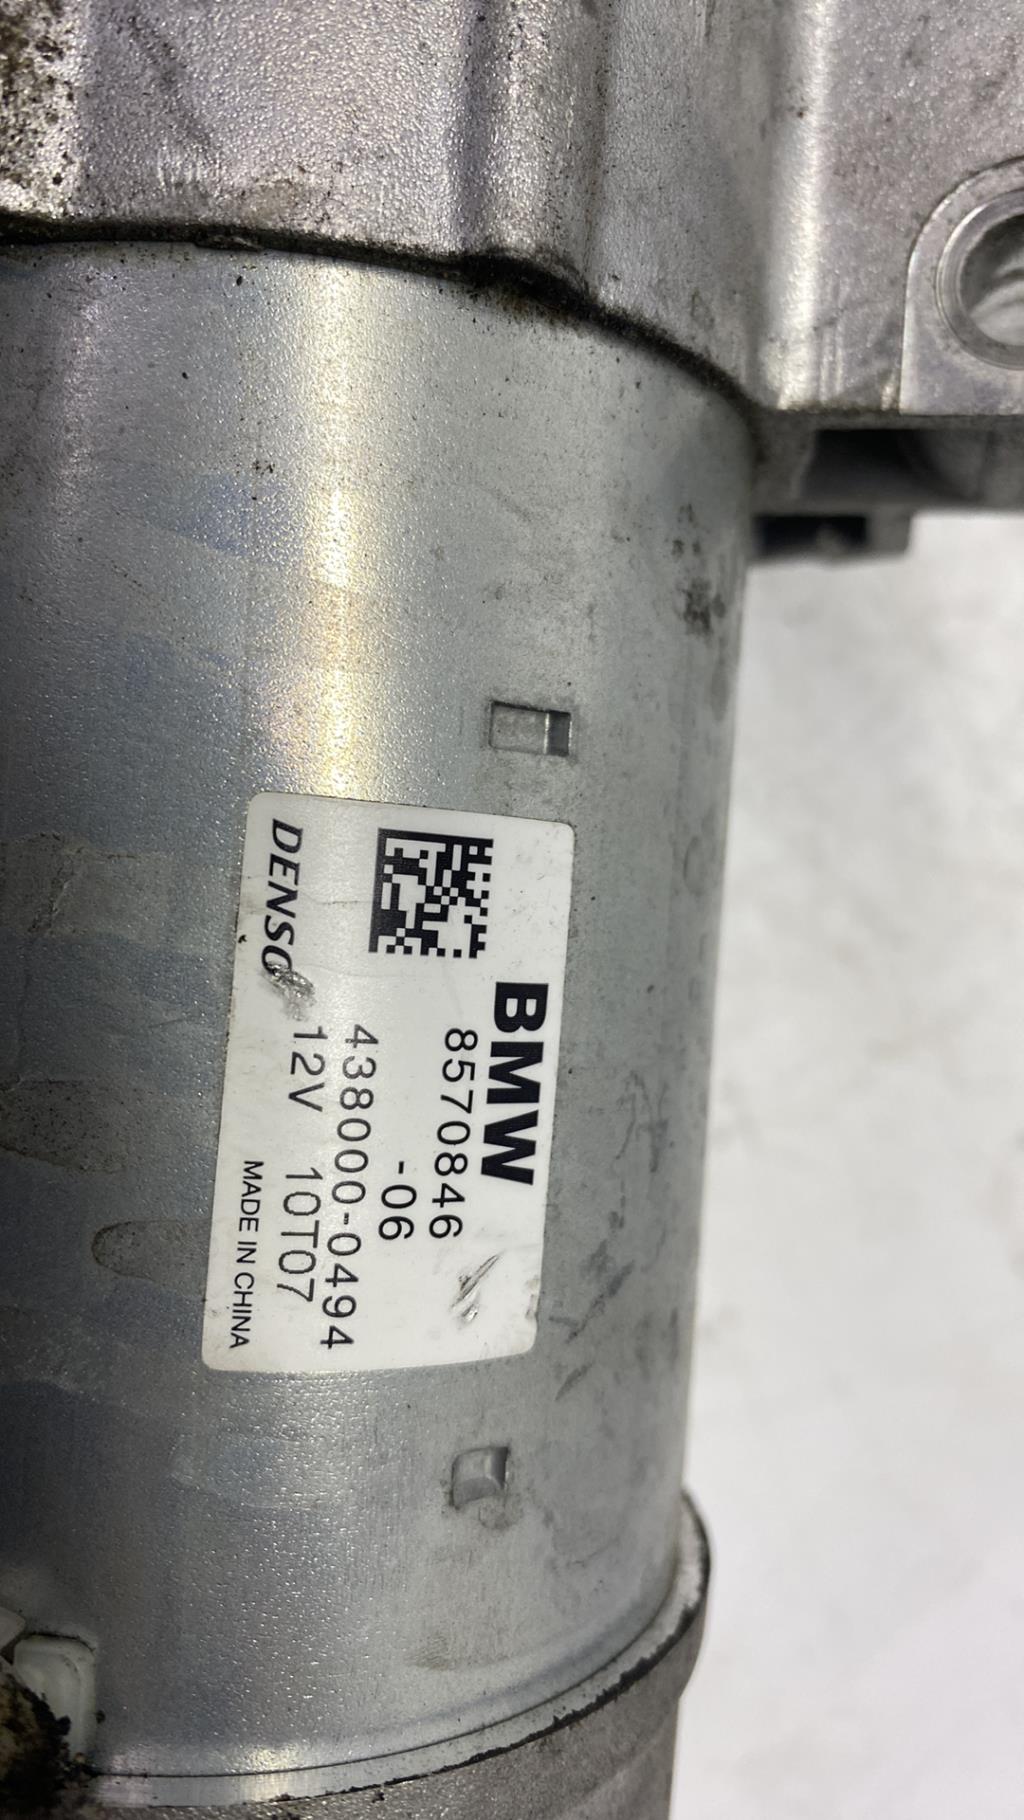 BMW
8570846
-06
438000-0494
DENSO 12V 10T07
MADE IN CHINA